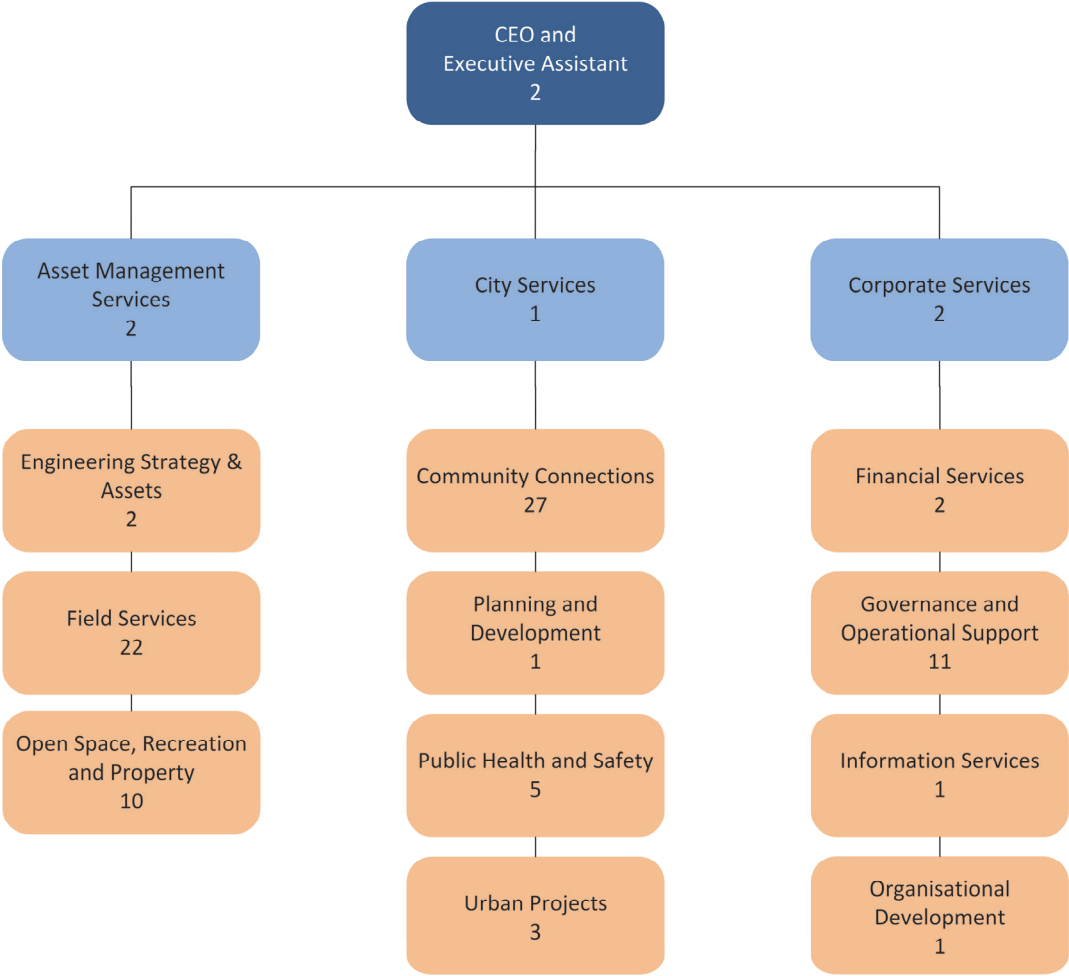 CEO and
Executive Assistant
2
Asset Management
Services
2
City Services
1
Corporate Services
2
Engineering Strategy &
Assets
2
Community Connections
27
Financial Services
2
Field Services
22
Planning and
Development
1
Governance and
Operational Support
11
Open Space, Recreation
and Property
10
Public Health and Safety
5
Information Services
1
Urban Projects
3
Organisational
Development
1